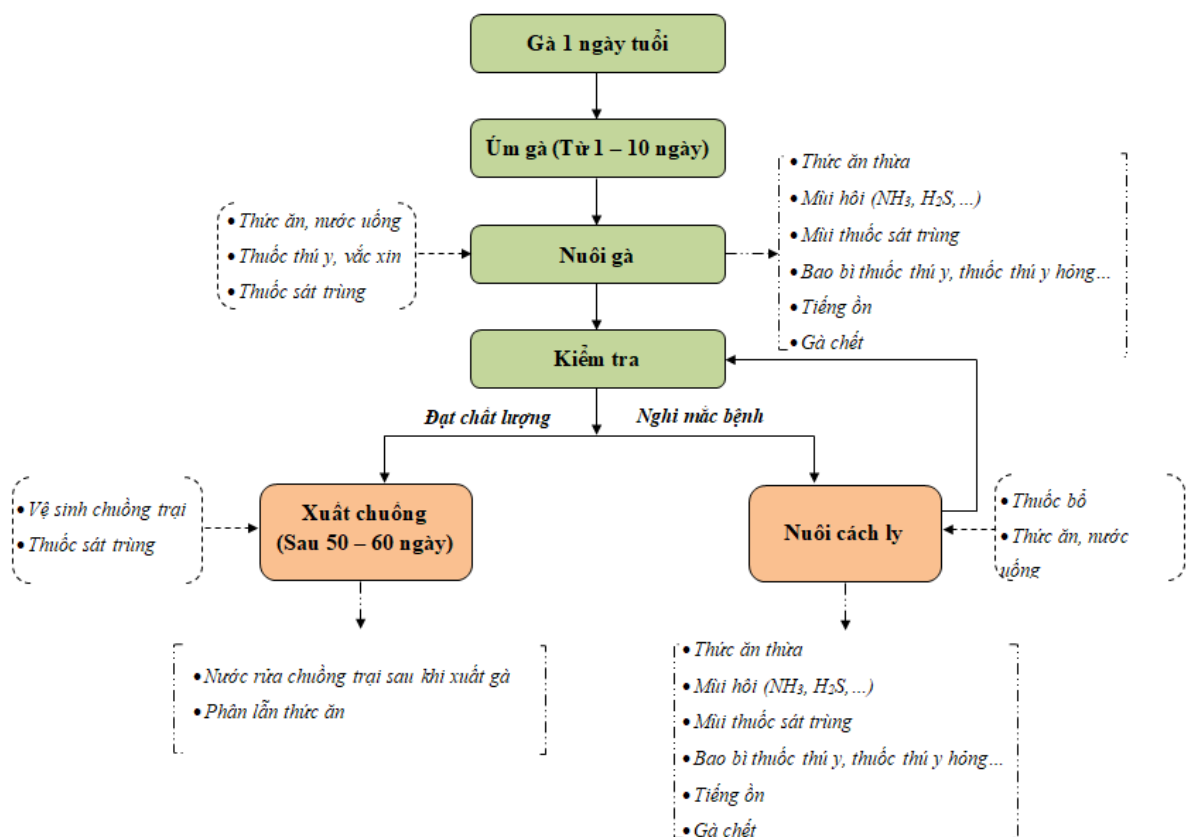 Gà 1 ngày tuổi
Úm gà (Từ 1 – 10 ngày)
• Thức ăn, nước uống
• Thuốc thú y, vắc xin
• Thuốc sát trùng
Nuôi gà
• Thức ăn thừa
• Mùi hôi (NH₃, H₂S,...)
• Mùi thuốc sát trùng
• Bao bì thuốc thú y, thuốc thú y hỏng...
• Tiếng ồn
• Gà chết
Kiểm tra
Đạt chất lượng
Nghi mắc bệnh
• Vệ sinh chuồng trại
• Thuốc sát trùng
Xuất chuồng
(Sau 50 – 60 ngày)
Nuôi cách ly
• Thuốc bổ
• Thức ăn, nước
uống
• Nước rửa chuồng trại sau khi xuất gà
• Phân lẫn thức ăn
• Thức ăn thừa
• Mùi hôi (NH₃, H₂S,...)
• Mùi thuốc sát trùng
• Bao bì thuốc thú y, thuốc thú y hỏng...
• Tiếng ồn
• Gà chết